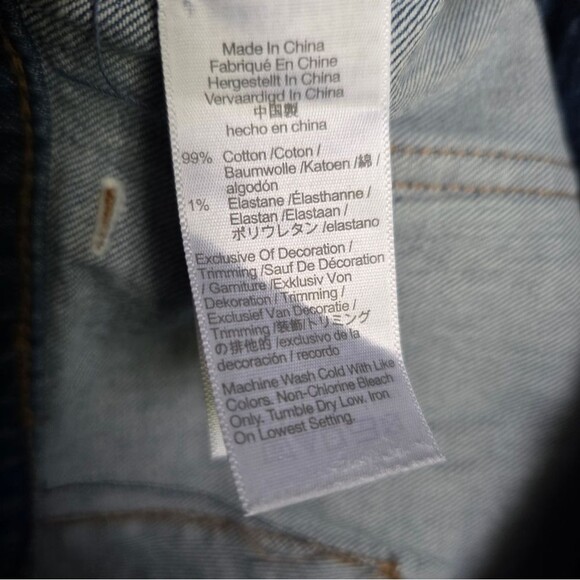 Made In China
Fabriqué En Chine
Hergestellt In China
Vervaardigd In China
中国製
hecho en china
99% Cotton /Coton /
Baumwolle /Katoen /綿 /
algodón
1% Elastane /Élasthanne /
Elastan /Elastaan /
ポリウレタン /elastano
Exclusive Of Decoration /
Trimming /Sauf De Décoration
/ Garniture /Exklusiv Von
Dekoration / Trimming /
Exclusief Van Decoratie /
Trimming /装飾/トリミング
の排他的 /exclusivo de la
decoración / recordo
Machine Wash Cold With Like
Colors. Non-Chlorine Bleach
Only. Tumble Dry Low. Iron
On Lowest Setting.